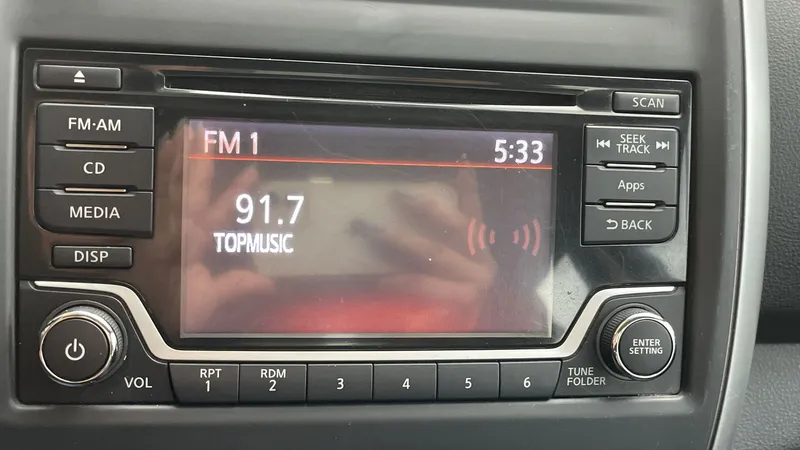 SCAN
FM·AM
CD
MEDIA
DISP
FM 1
5:33
91.7
TOPMUSIC
SEEK
TRACK
Apps
BACK
VOL
RPT
1
RDM
2
3
4
5
6
TUNE
FOLDER
ENTER
SETTING